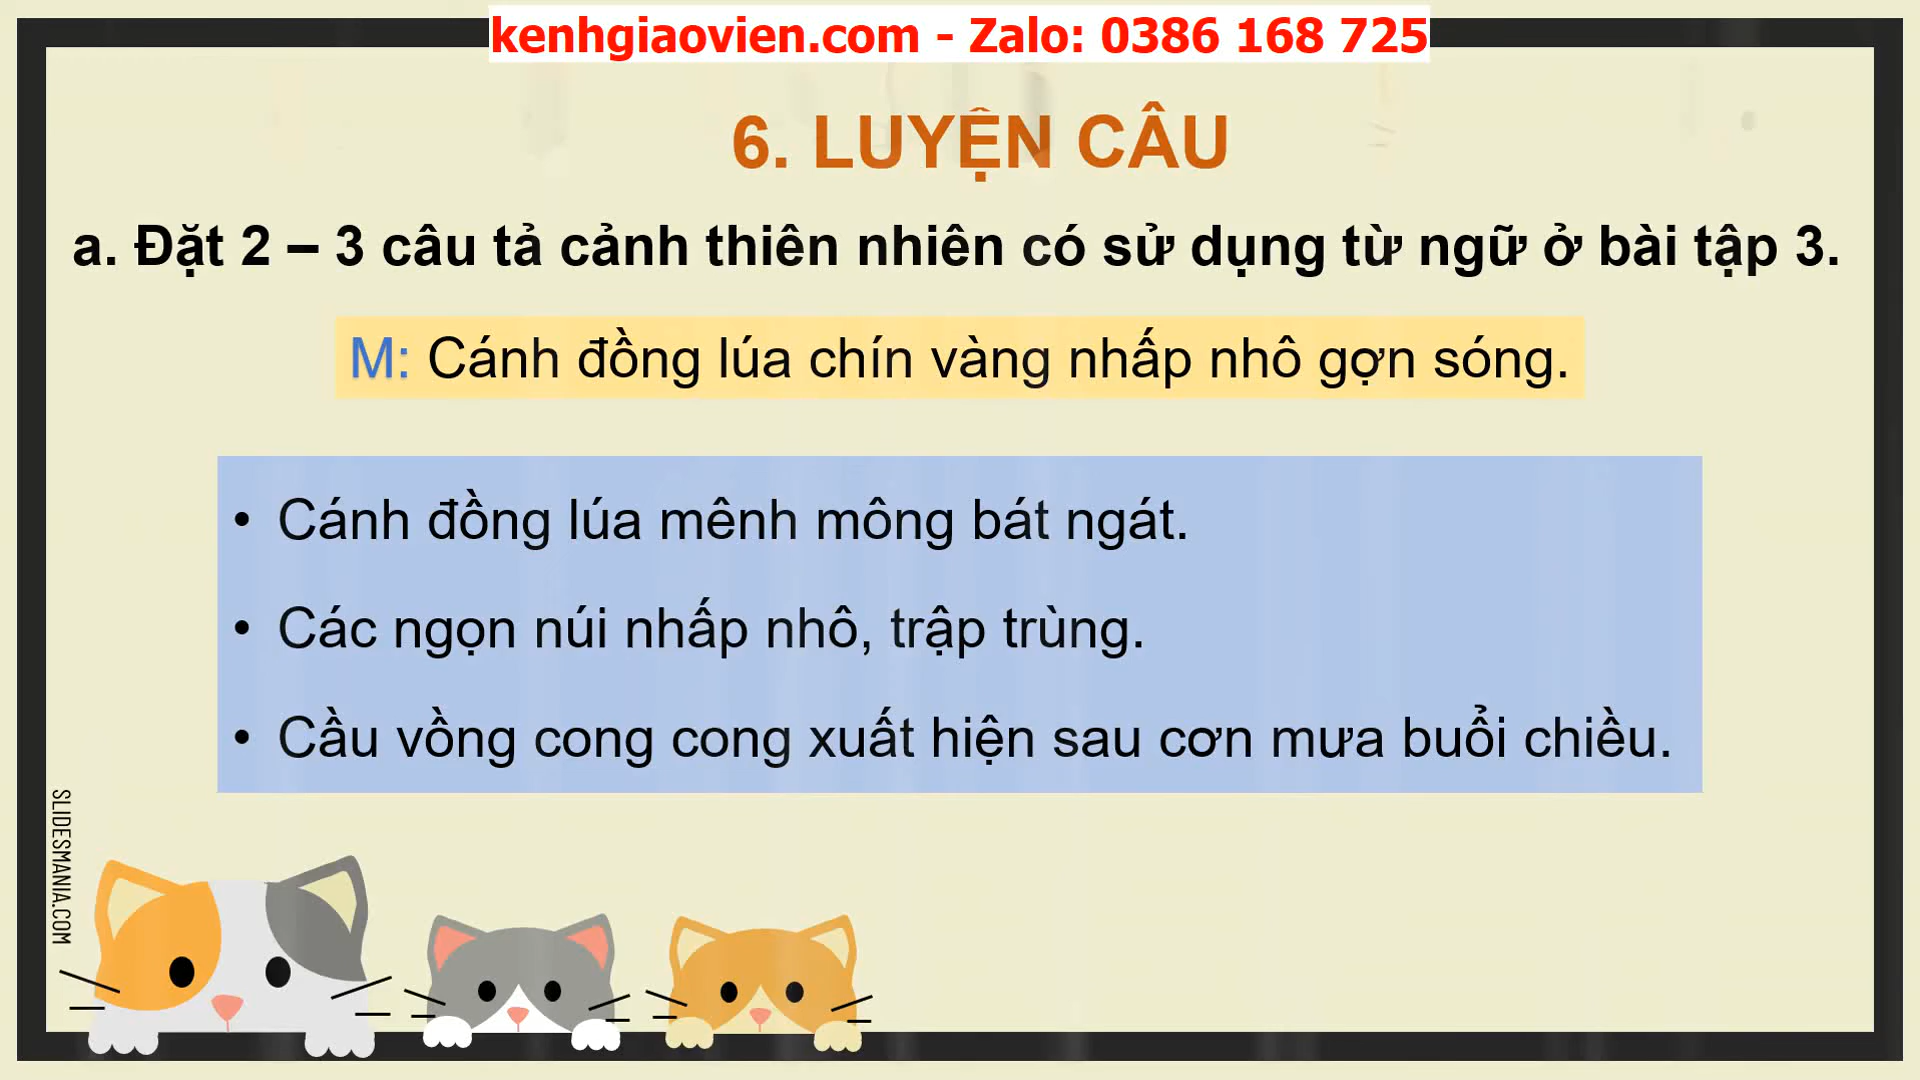 kenhgiaovien.com - Zalo: 0386 168 725
6. LUYỆN CÂU
a. Đặt 2 – 3 câu tả cảnh thiên nhiên có sử dụng từ ngữ ở bài tập 3.
M: Cánh đồng lúa chín vàng nhấp nhô gợn sóng.
• Cánh đồng lúa mênh mông bát ngát.
• Các ngọn núi nhấp nhô, trập trùng.
• Cầu vồng cong cong xuất hiện sau cơn mưa buổi chiều.
SLIDESMANIA.COM